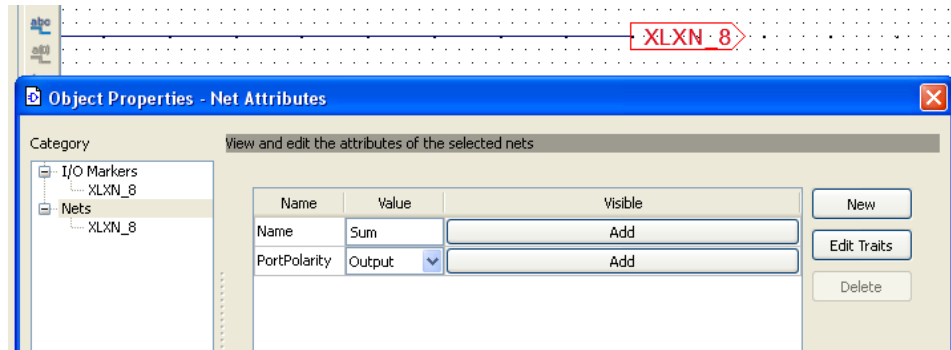 abc
XLXN_8
Object Properties - Net Attributes
Category
View and edit the attributes of the selected nets
I/O Markers
XLXN_8
Nets
XLXN_8
Name Value Visible
New
Name Sum Add
Edit Traits
PortPolarity Output Add
Delete